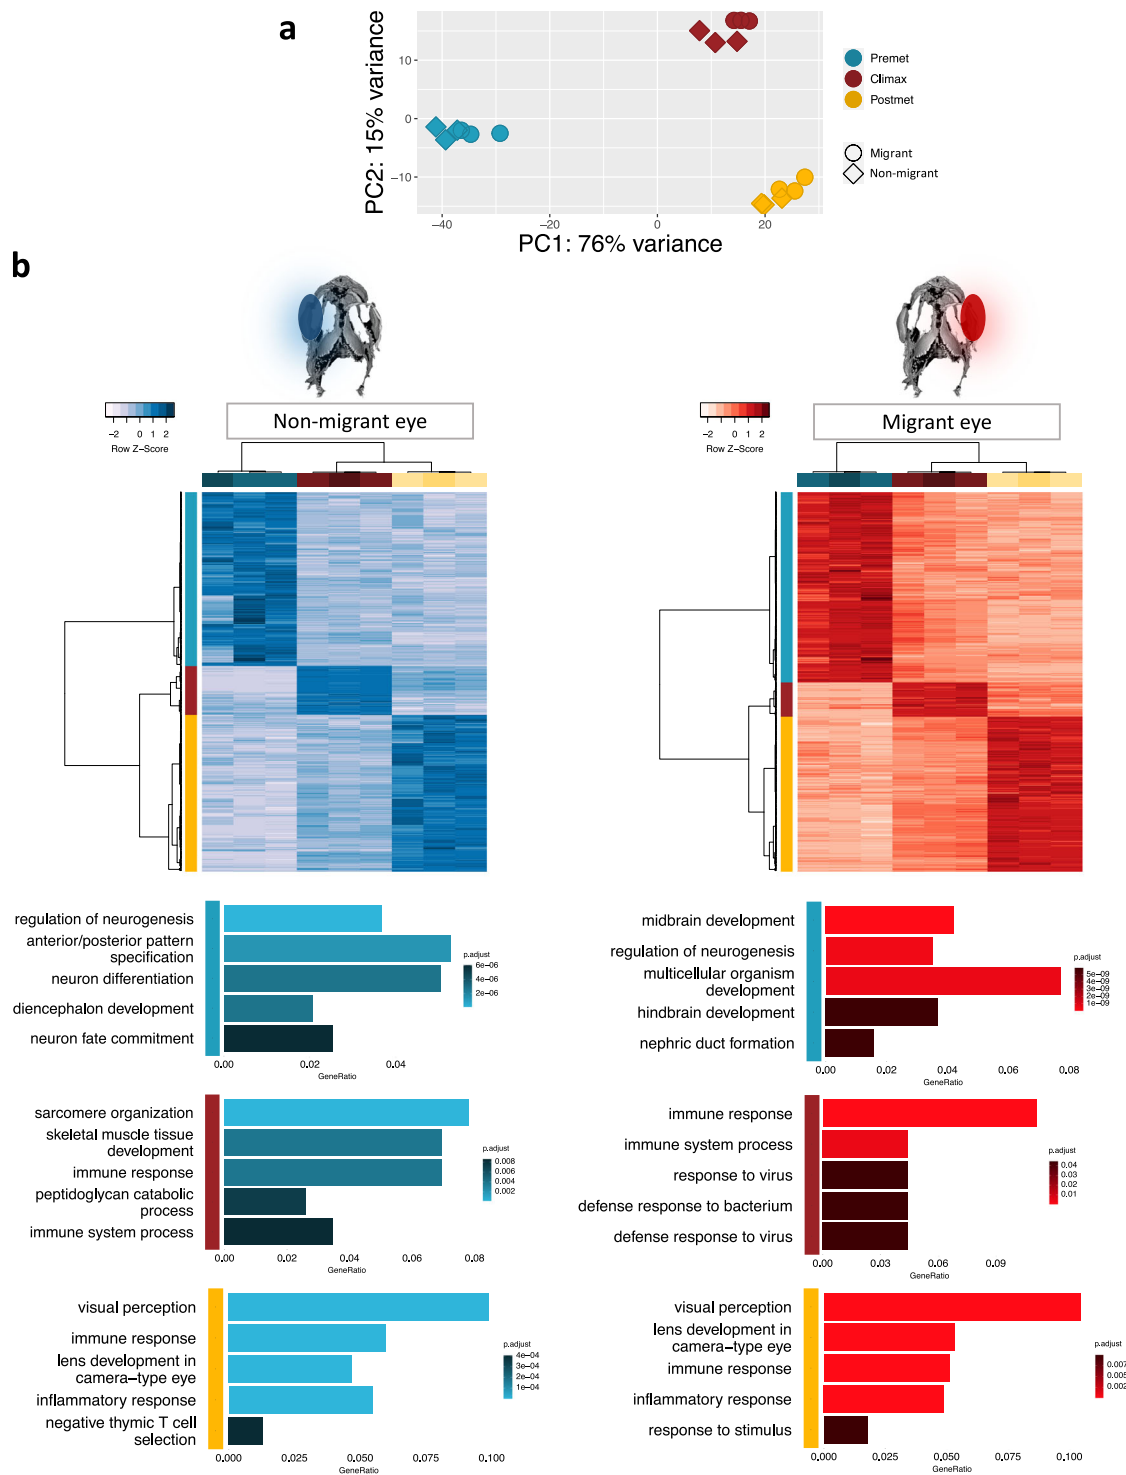 a
PC2: 15% variance
10
0
−10
−40
−20
0
20
PC1: 76% variance
Premet
Climax
Postmet
Migrant
Non-migrant
b
−2 0 1 2
Row Z−Score
Non-migrant eye
−2 0 1 2
Row Z−Score
Migrant eye
regulation of neurogenesis
anterior/posterior pattern
specification
neuron differentiation
diencephalon development
neuron fate commitment
0.00 0.02 0.04
GeneRatio
p.adjust
6e−06
4e−06
2e−06
midbrain development
regulation of neurogenesis
multicellular organism
development
hindbrain development
nephric duct formation
0.00 0.02 0.04 0.06 0.08
GeneRatio
p.adjust
5e−09
4e−09
3e−09
2e−09
1e−09
sarcomere organization
skeletal muscle tissue
development
immune response
peptidoglycan catabolic
process
immune system process
0.00 0.02 0.04 0.06 0.08
GeneRatio
p.adjust
0.008
0.006
0.004
0.002
immune response
immune system process
response to virus
defense response to bacterium
defense response to virus
0.00 0.03 0.06 0.09
GeneRatio
p.adjust
0.04
0.03
0.02
0.01
visual perception
immune response
lens development in
camera−type eye
inflammatory response
negative thymic T cell
selection
0.000 0.025 0.050 0.075 0.100
GeneRatio
p.adjust
4e−04
3e−04
2e−04
1e−04
visual perception
lens development in
camera−type eye
immune response
inflammatory response
response to stimulus
0.000 0.025 0.050 0.075 0.100
GeneRatio
p.adjust
0.007
0.005
0.002